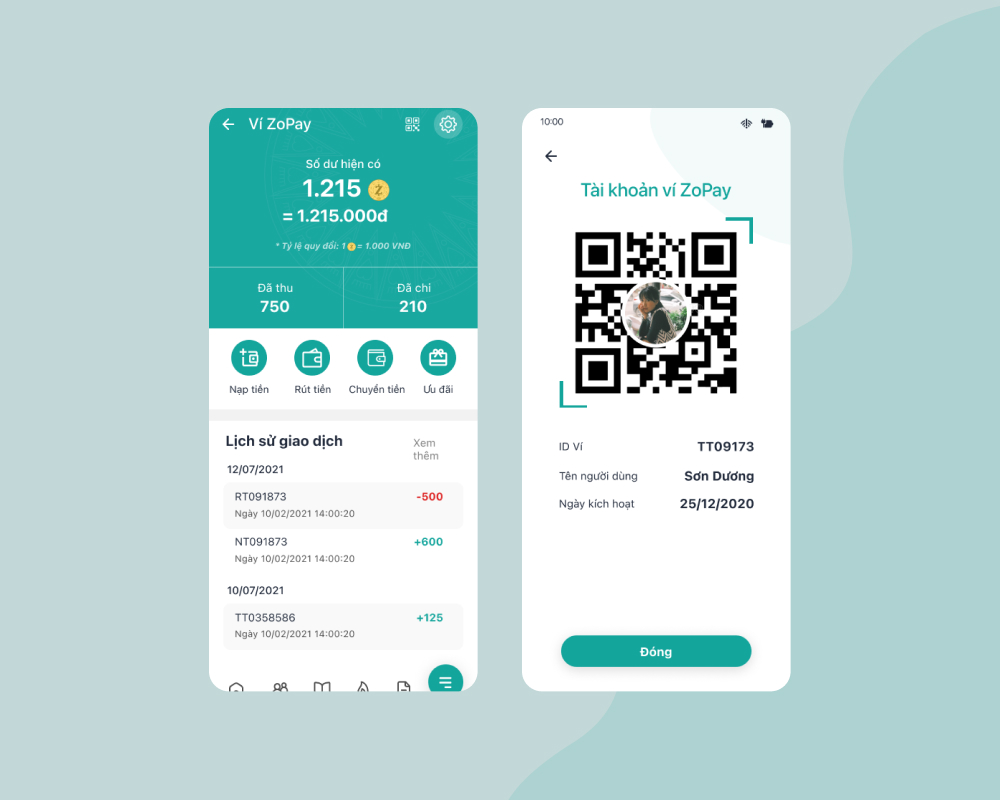 Ví ZoPay
Số dư hiện có
1.215
= 1.215.000đ
* Tỷ lệ quy đổi: 1 = 1.000 VNĐ
Đã thu
Đã chi
750
210
Nạp tiền
Rút tiền
Chuyển tiền
Ưu đãi
Lịch sử giao dịch
Xem thêm
12/07/2021
RT091873
-500
Ngày 10/02/2021 14:00:20
NT091873
+600
Ngày 10/02/2021 14:00:20
10/07/2021
TT0358586
+125
Ngày 10/02/2021 14:00:20
10:00
Tài khoản ví ZoPay
ID Ví
TT09173
Tên người dùng
Sơn Dương
Ngày kích hoạt
25/12/2020
Đóng